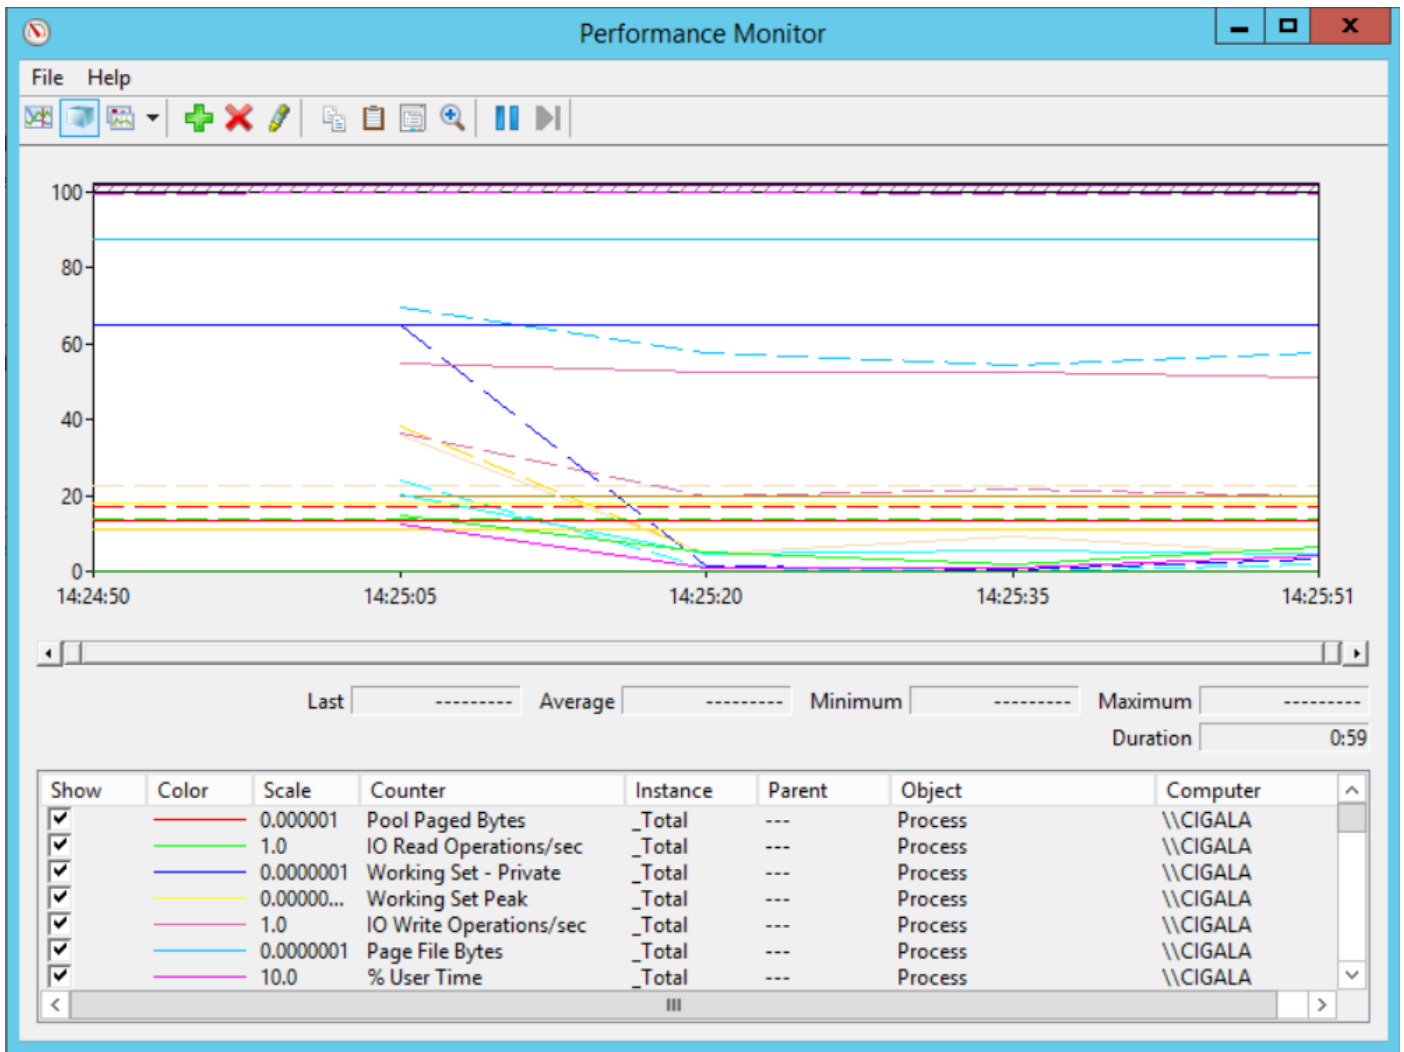 Performance Monitor
File Help
100
80
60
40
20
0
14:24:50 14:25:05 14:25:20 14:25:35 14:25:51
Last --------- Average --------- Minimum --------- Maximum ---------
Duration 0:59
Show Color Scale Counter Instance Parent Object Computer
0.000001 Pool Paged Bytes _Total --- Process \\CIGALA
1.0 IO Read Operations/sec _Total --- Process \\CIGALA
0.0000001 Working Set - Private _Total --- Process \\CIGALA
0.00000... Working Set Peak _Total --- Process \\CIGALA
1.0 IO Write Operations/sec _Total --- Process \\CIGALA
0.0000001 Page File Bytes _Total --- Process \\CIGALA
10.0 % User Time _Total --- Process \\CIGALA